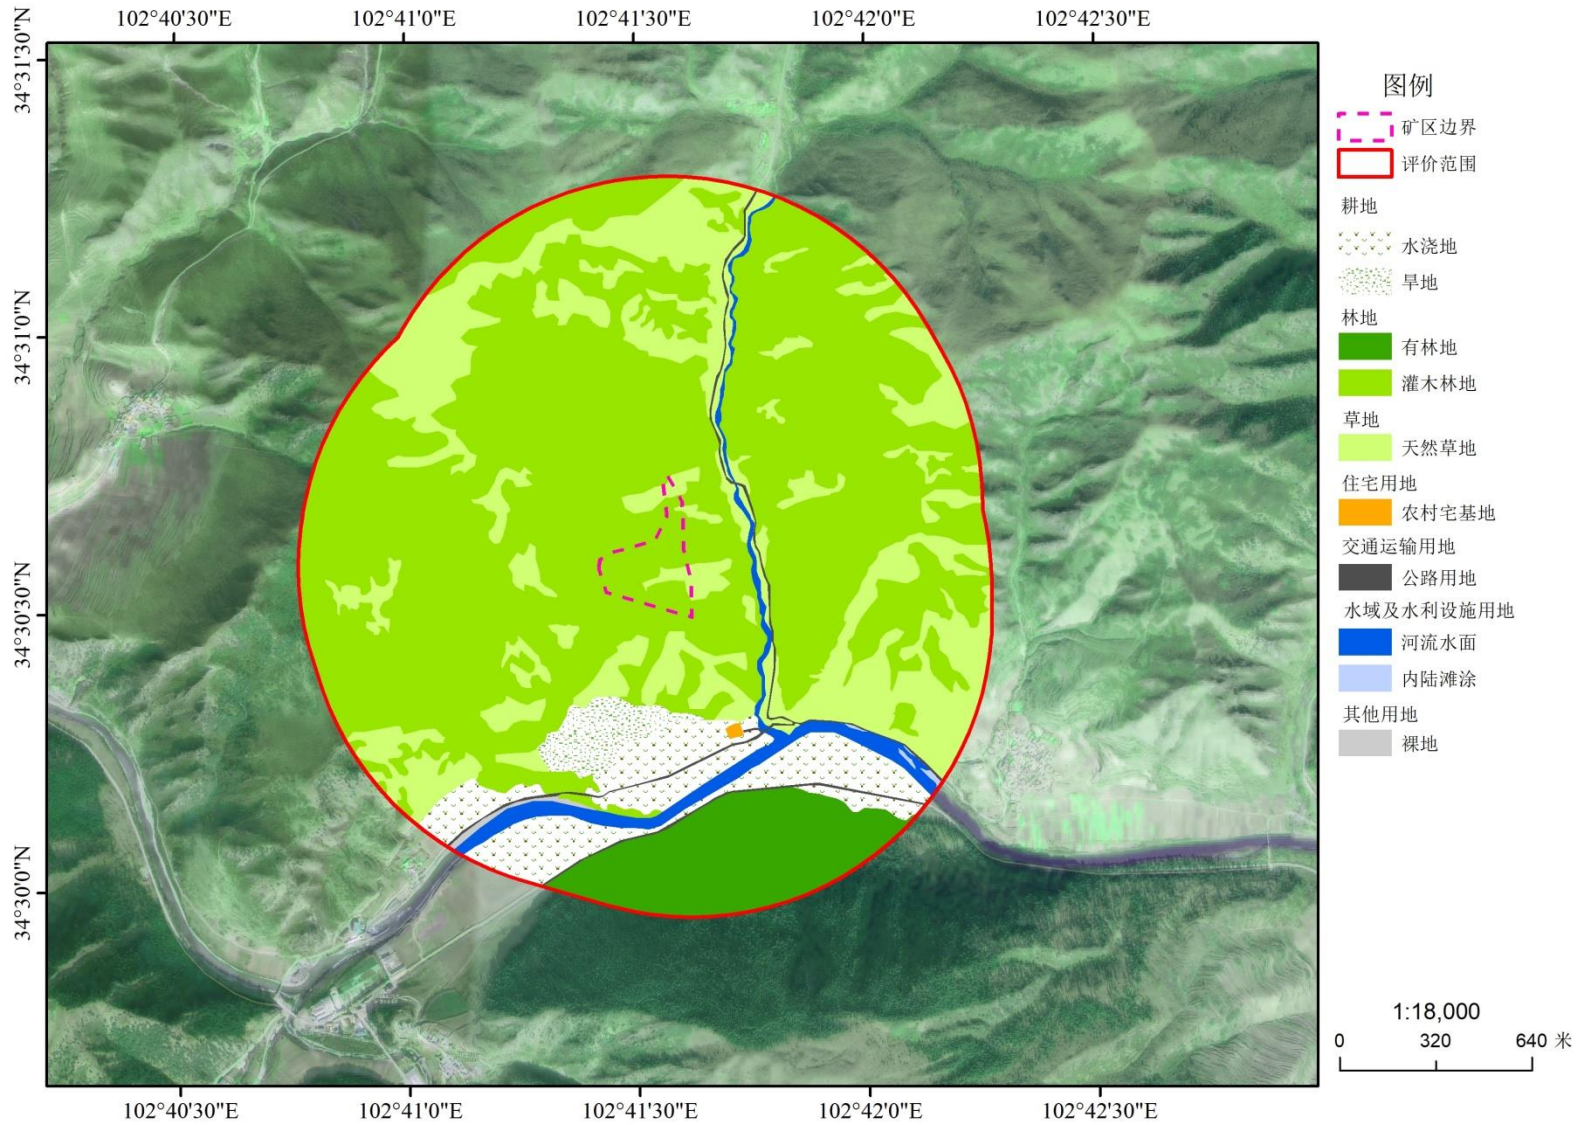 102°40'30"E 102°41'0"E 102°41'30"E 102°42'0"E 102°42'30"E
34°31'30"N
34°31'0"N
34°30'30"N
34°30'0"N
102°40'30"E 102°41'0"E 102°41'30"E 102°42'0"E 102°42'30"E
图例
矿区边界
评价范围
耕地
水浇地
旱地
林地
有林地
灌木林地
草地
天然草地
住宅用地
农村宅基地
交通运输用地
公路用地
水域及水利设施用地
河流水面
内陆滩涂
其他用地
裸地
1:18,000
0 320 640 米